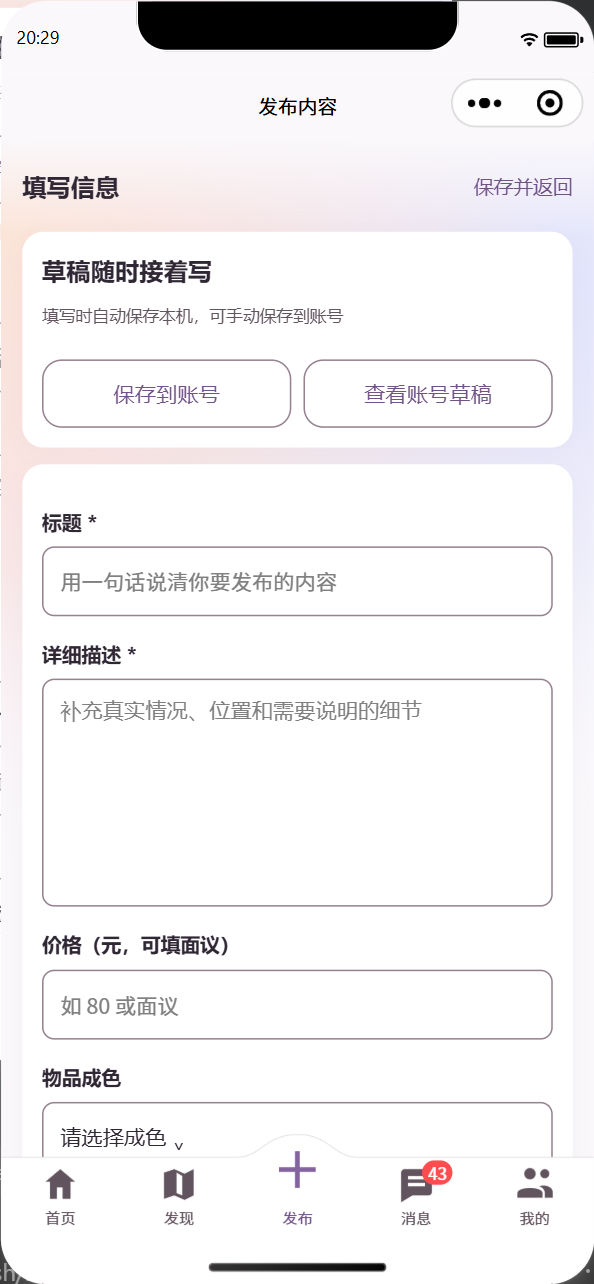 20:29
发布内容
填写信息
保存并返回
草稿随时接着写
填写时自动保存本机，可手动保存到账号
保存到账号
查看账号草稿
标题 *
用一句话说清你要发布的内容
详细描述 *
补充真实情况、位置和需要说明的细节
价格（元，可填面议）
如 80 或面议
物品成色
请选择成色
43
首页
发现
发布
消息
我的